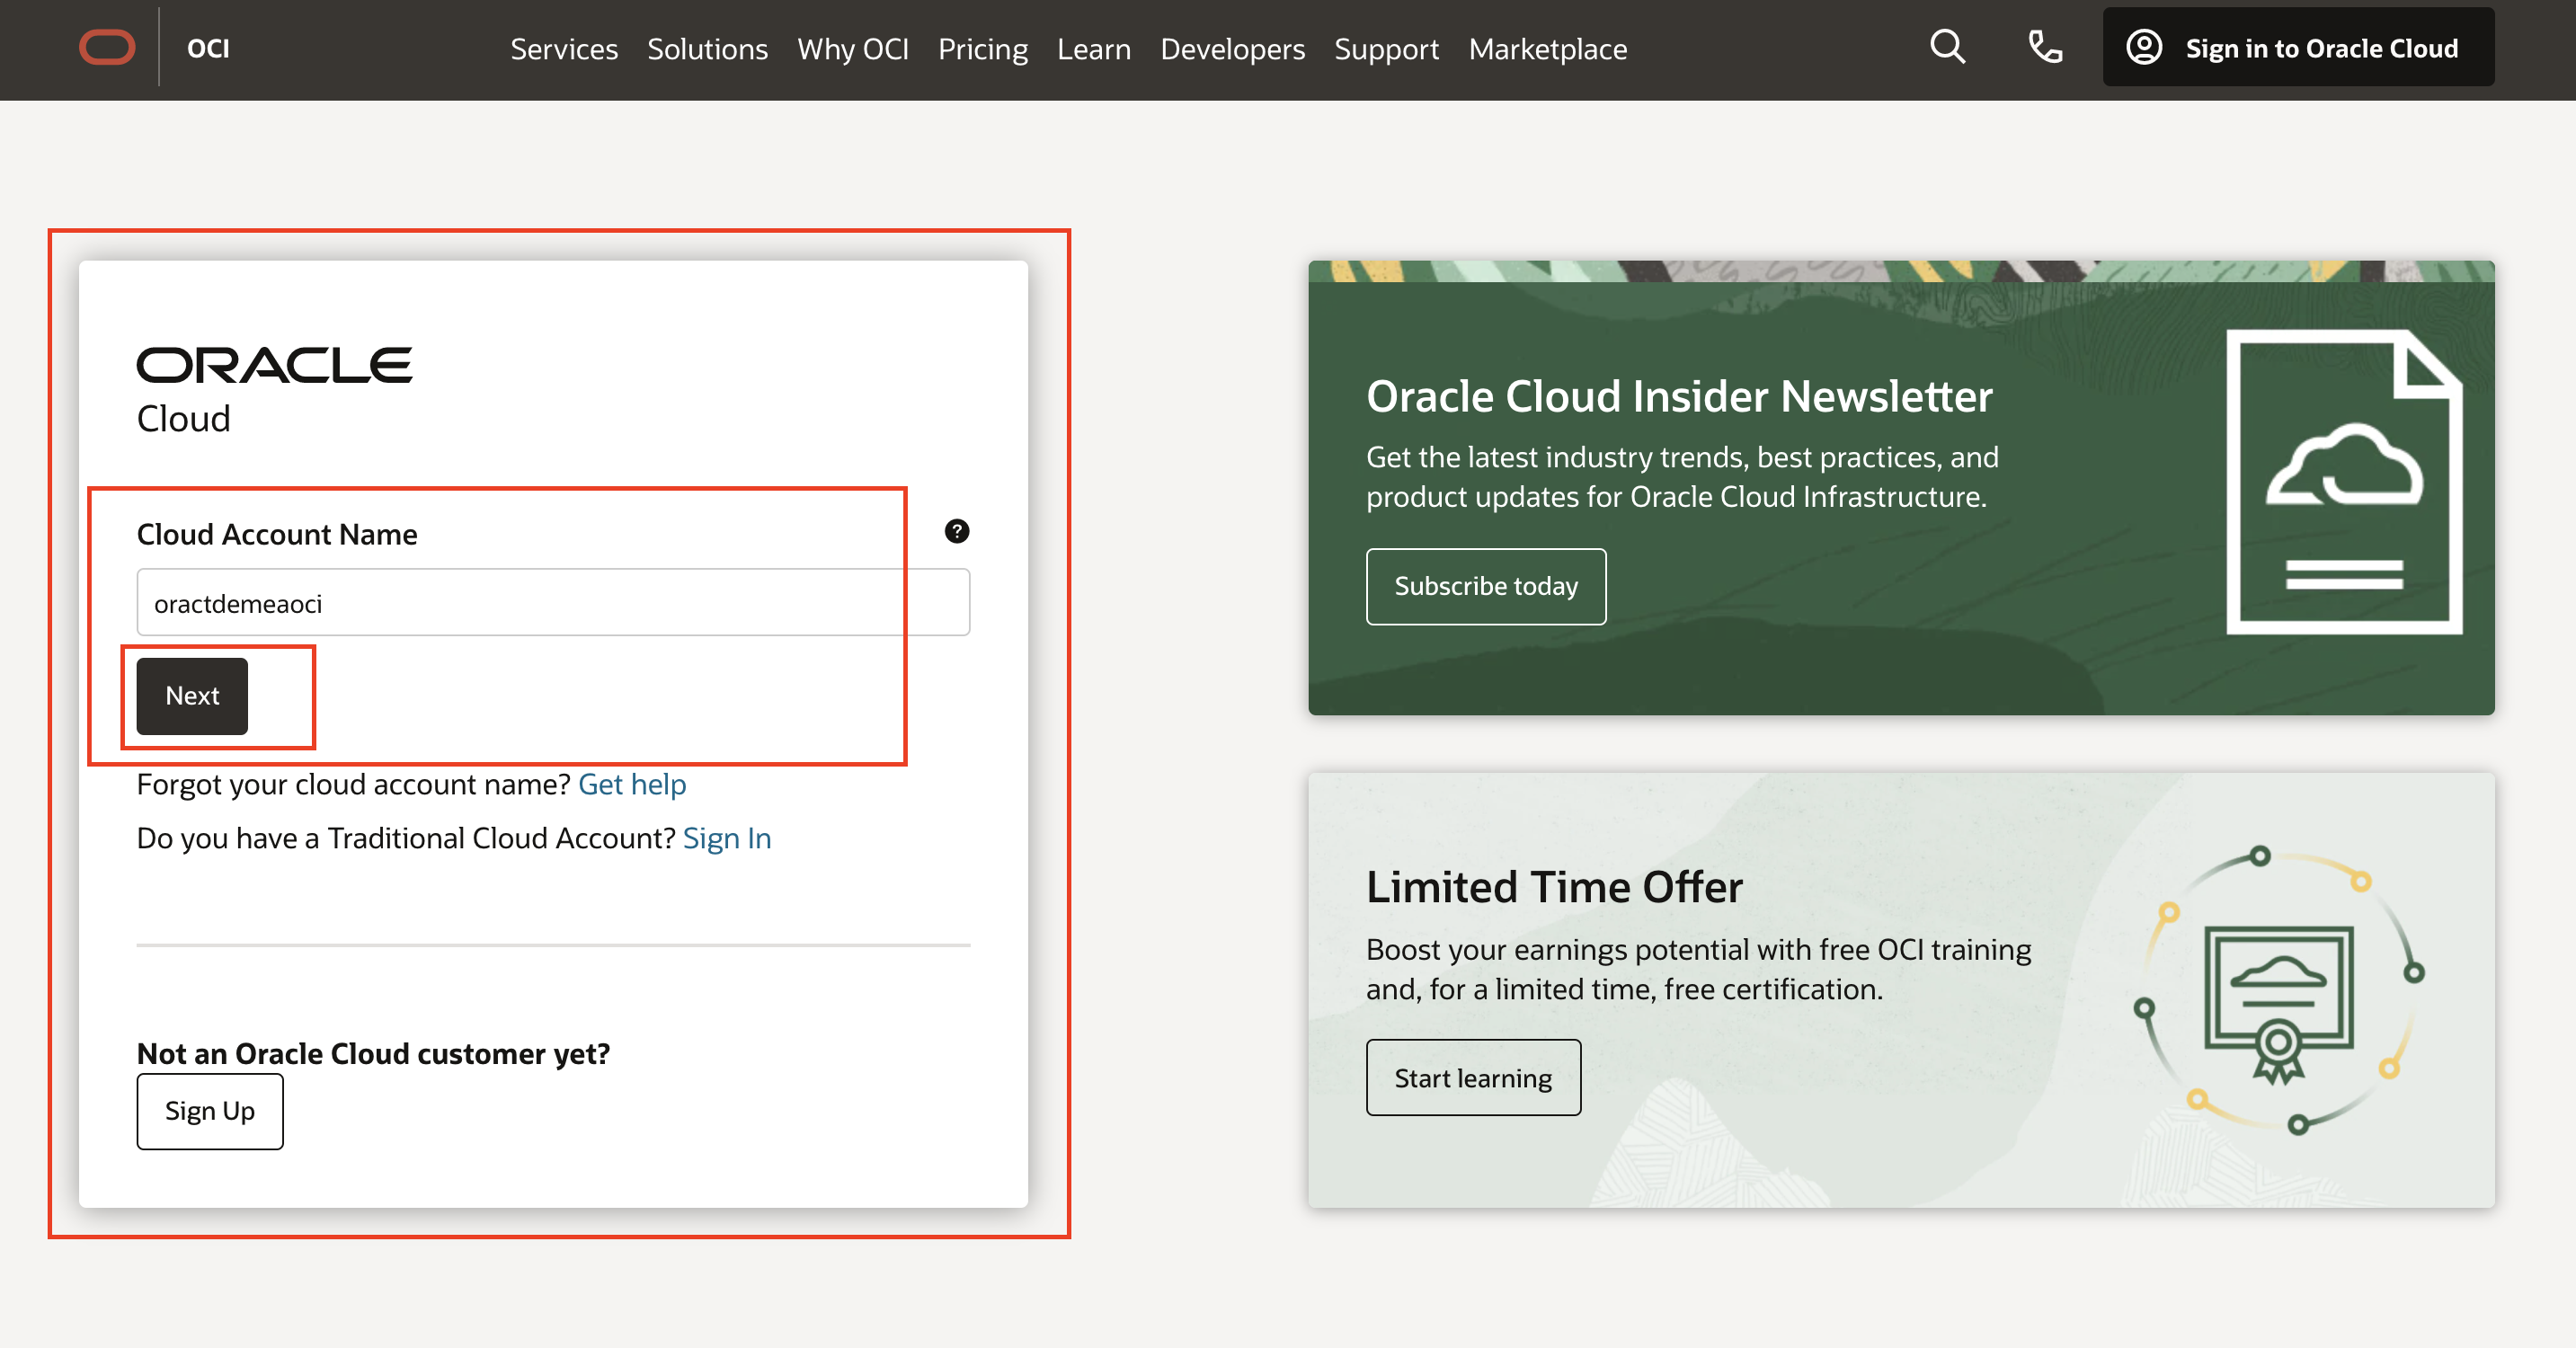 OCI
Services Solutions Why OCI Pricing Learn Developers Support Marketplace
Sign in to Oracle Cloud
ORACLE
Cloud
Cloud Account Name
?
oractdemeaoci
Next
Forgot your cloud account name? Get help
Do you have a Traditional Cloud Account? Sign In
Not an Oracle Cloud customer yet?
Sign Up
Oracle Cloud Insider Newsletter
Get the latest industry trends, best practices, and
product updates for Oracle Cloud Infrastructure.
Subscribe today
Limited Time Offer
Boost your earnings potential with free OCI training
and, for a limited time, free certification.
Start learning